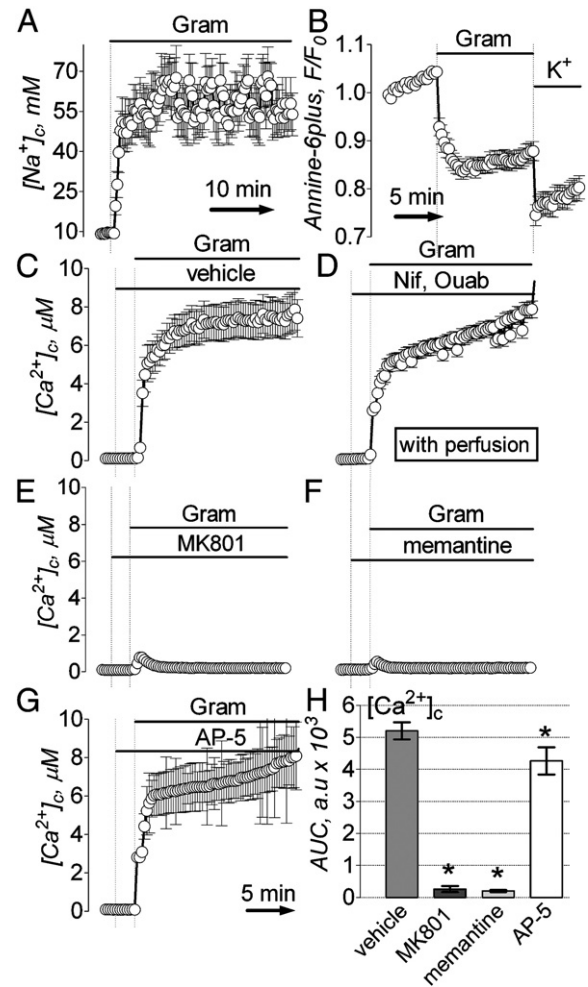 A
Gram
[Na⁺]c, mM
70
55
40
25
10
10 min
B
Annine-6plus, F/F₀
1.1
1.0
0.9
0.8
0.7
Gram
K⁺
5 min
C
Gram
vehicle
[Ca²⁺]c, µM
10
8
6
4
2
0
D
Gram
Nif, Ouab
with perfusion
E
Gram
MK801
[Ca²⁺]c, µM
10
8
6
4
2
0
F
Gram
memantine
G
Gram
AP-5
[Ca²⁺]c, µM
10
8
6
4
2
0
5 min
H
[Ca²⁺]c
AUC, a.u x 10³
6
5
4
3
2
1
0
*
*
*
vehicle
MK801
memantine
AP-5